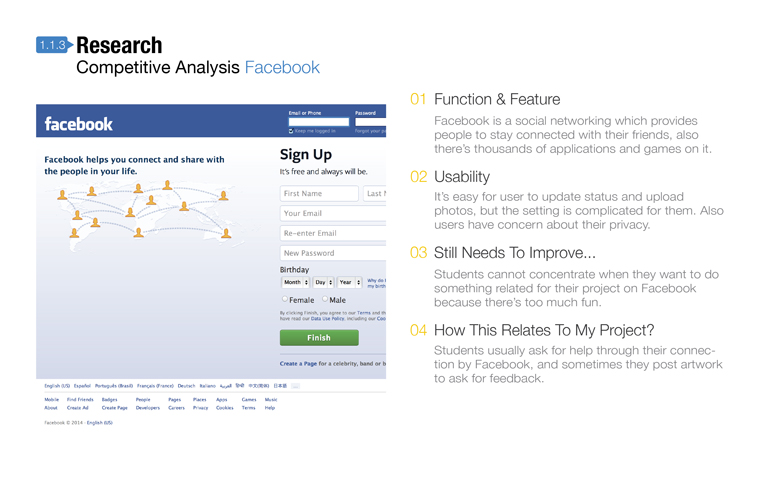 1.1.3 Research
Competitive Analysis Facebook
facebook
Email or Phone Password
Keep me logged in Forgot your pa
Facebook helps you connect and share with
the people in your life.
Sign Up
It's free and always will be.
First Name Last N
Your Email
Re-enter Email
New Password
Birthday
Month Day Year Why do I
my birth
Female Male
By clicking Finish, you agree to our Terms and th
have read our Data Use Policy, including our Coo
Finish
Create a Page for a celebrity, band or b
English (US) Español Português (Brasil) Français (France) Deutsch Italiano العربية हिन्दी 中文(简体) 日本語 ...
Mobile Find Friends Badges People Pages Places Apps Games Music
About Create Ad Create Page Developers Careers Privacy Cookies Terms Help
Facebook © 2014 · English (US)
01 Function & Feature
Facebook is a social networking which provides
people to stay connected with their friends, also
there's thousands of applications and games on it.
02 Usability
It's easy for user to update status and upload
photos, but the setting is complicated for them. Also
users have concern about their privacy.
03 Still Needs To Improve...
Students cannot concentrate when they want to do
something related for their project on Facebook
because there's too much fun.
04 How This Relates To My Project?
Students usually ask for help through their connec-
tion by Facebook, and sometimes they post artwork
to ask for feedback.